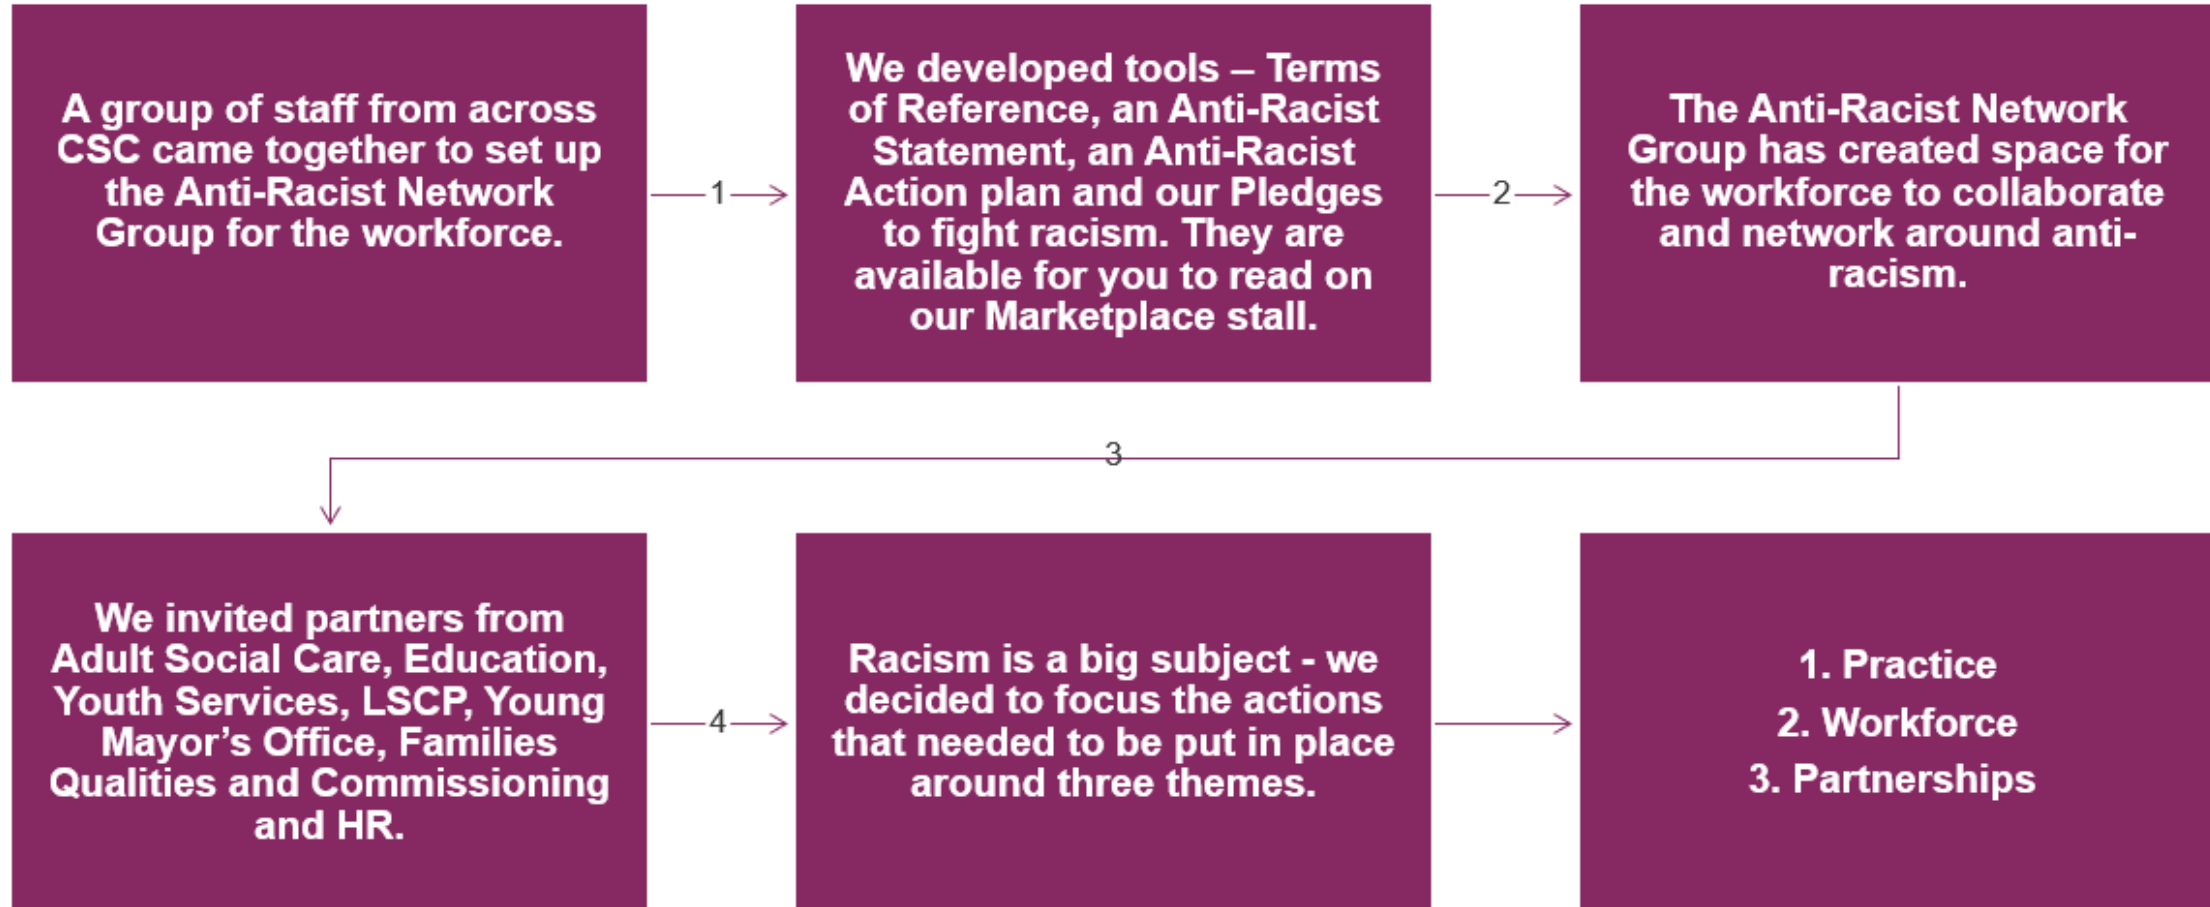 A group of staff from across
CSC came together to set up
the Anti-Racist Network
Group for the workforce.
1
We developed tools – Terms
of Reference, an Anti-Racist
Statement, an Anti-Racist
Action plan and our Pledges
to fight racism. They are
available for you to read on
our Marketplace stall.
2
The Anti-Racist Network
Group has created space for
the workforce to collaborate
and network around anti-
racism.
3
We invited partners from
Adult Social Care, Education,
Youth Services, LSCP, Young
Mayor’s Office, Families
Qualities and Commissioning
and HR.
4
Racism is a big subject - we
decided to focus the actions
that needed to be put in place
around three themes.
1. Practice
2. Workforce
3. Partnerships